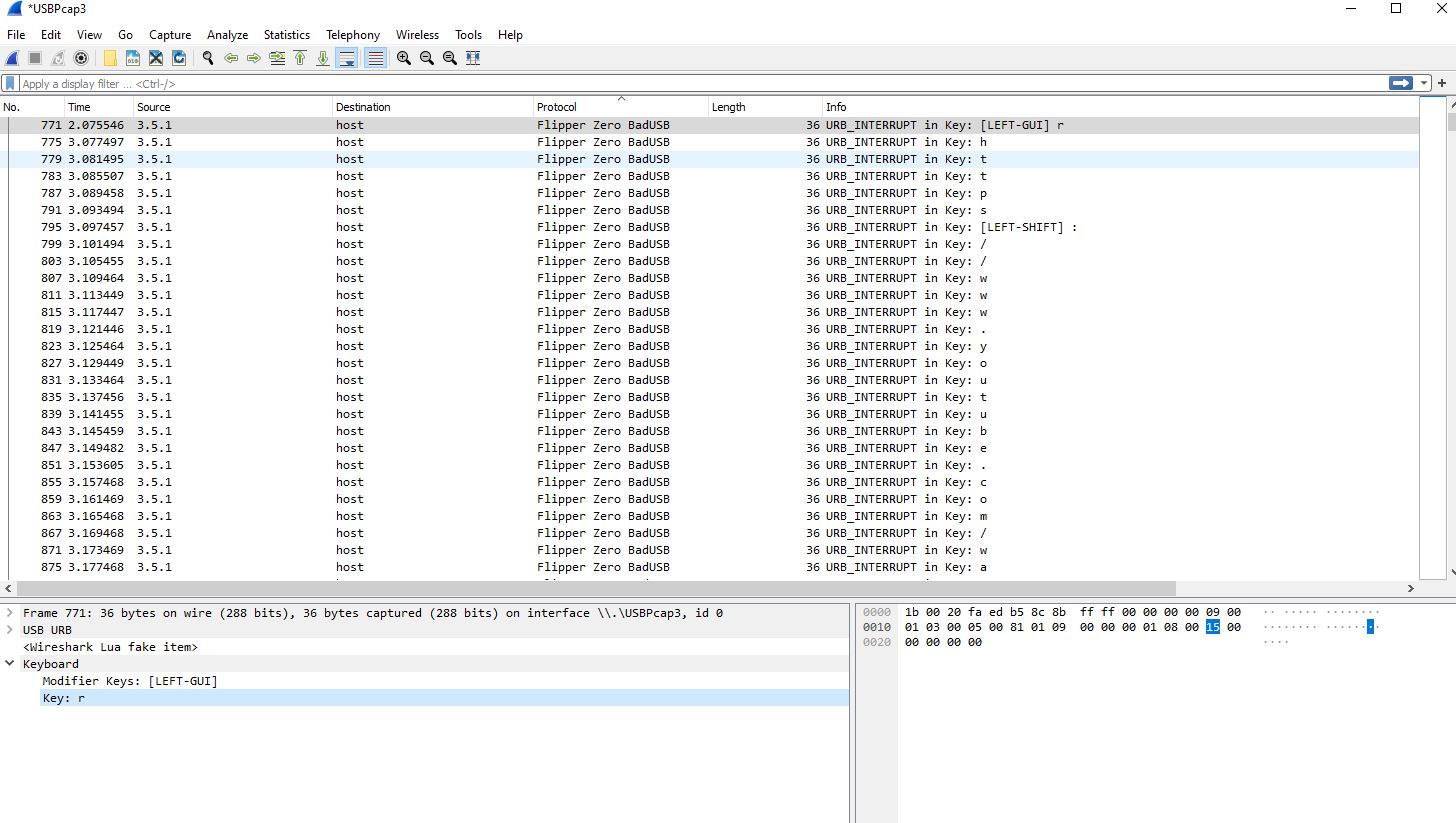 *USBPcap3
File Edit View Go Capture Analyze Statistics Telephony Wireless Tools Help
Apply a display filter ... <Ctrl-/>
No. Time Source Destination Protocol Length Info
771 2.075546 3.5.1 host Flipper Zero BadUSB 36 URB_INTERRUPT in Key: [LEFT-GUI] r
775 3.077497 3.5.1 host Flipper Zero BadUSB 36 URB_INTERRUPT in Key: h
779 3.081495 3.5.1 host Flipper Zero BadUSB 36 URB_INTERRUPT in Key: t
783 3.085507 3.5.1 host Flipper Zero BadUSB 36 URB_INTERRUPT in Key: t
787 3.089458 3.5.1 host Flipper Zero BadUSB 36 URB_INTERRUPT in Key: p
791 3.093494 3.5.1 host Flipper Zero BadUSB 36 URB_INTERRUPT in Key: s
795 3.097457 3.5.1 host Flipper Zero BadUSB 36 URB_INTERRUPT in Key: [LEFT-SHIFT] :
799 3.101494 3.5.1 host Flipper Zero BadUSB 36 URB_INTERRUPT in Key: /
803 3.105455 3.5.1 host Flipper Zero BadUSB 36 URB_INTERRUPT in Key: /
807 3.109464 3.5.1 host Flipper Zero BadUSB 36 URB_INTERRUPT in Key: w
811 3.113449 3.5.1 host Flipper Zero BadUSB 36 URB_INTERRUPT in Key: w
815 3.117447 3.5.1 host Flipper Zero BadUSB 36 URB_INTERRUPT in Key: w
819 3.121446 3.5.1 host Flipper Zero BadUSB 36 URB_INTERRUPT in Key: .
823 3.125464 3.5.1 host Flipper Zero BadUSB 36 URB_INTERRUPT in Key: y
827 3.129449 3.5.1 host Flipper Zero BadUSB 36 URB_INTERRUPT in Key: o
831 3.133464 3.5.1 host Flipper Zero BadUSB 36 URB_INTERRUPT in Key: u
835 3.137456 3.5.1 host Flipper Zero BadUSB 36 URB_INTERRUPT in Key: t
839 3.141455 3.5.1 host Flipper Zero BadUSB 36 URB_INTERRUPT in Key: u
843 3.145459 3.5.1 host Flipper Zero BadUSB 36 URB_INTERRUPT in Key: b
847 3.149482 3.5.1 host Flipper Zero BadUSB 36 URB_INTERRUPT in Key: e
851 3.153605 3.5.1 host Flipper Zero BadUSB 36 URB_INTERRUPT in Key: .
855 3.157468 3.5.1 host Flipper Zero BadUSB 36 URB_INTERRUPT in Key: c
859 3.161469 3.5.1 host Flipper Zero BadUSB 36 URB_INTERRUPT in Key: o
863 3.165468 3.5.1 host Flipper Zero BadUSB 36 URB_INTERRUPT in Key: m
867 3.169468 3.5.1 host Flipper Zero BadUSB 36 URB_INTERRUPT in Key: /
871 3.173469 3.5.1 host Flipper Zero BadUSB 36 URB_INTERRUPT in Key: w
875 3.177468 3.5.1 host Flipper Zero BadUSB 36 URB_INTERRUPT in Key: a
Frame 771: 36 bytes on wire (288 bits), 36 bytes captured (288 bits) on interface \\.\USBPcap3, id 0
USB URB
<Wireshark Lua fake item>
Keyboard
Modifier Keys: [LEFT-GUI]
Key: r
0000 1b 00 20 fa ed b5 8c 8b ff ff 00 00 00 00 09 00 ·· ····· ········
0010 01 03 00 05 00 81 01 09 00 00 00 01 08 00 15 00 ········ ········
0020 00 00 00 00 ····